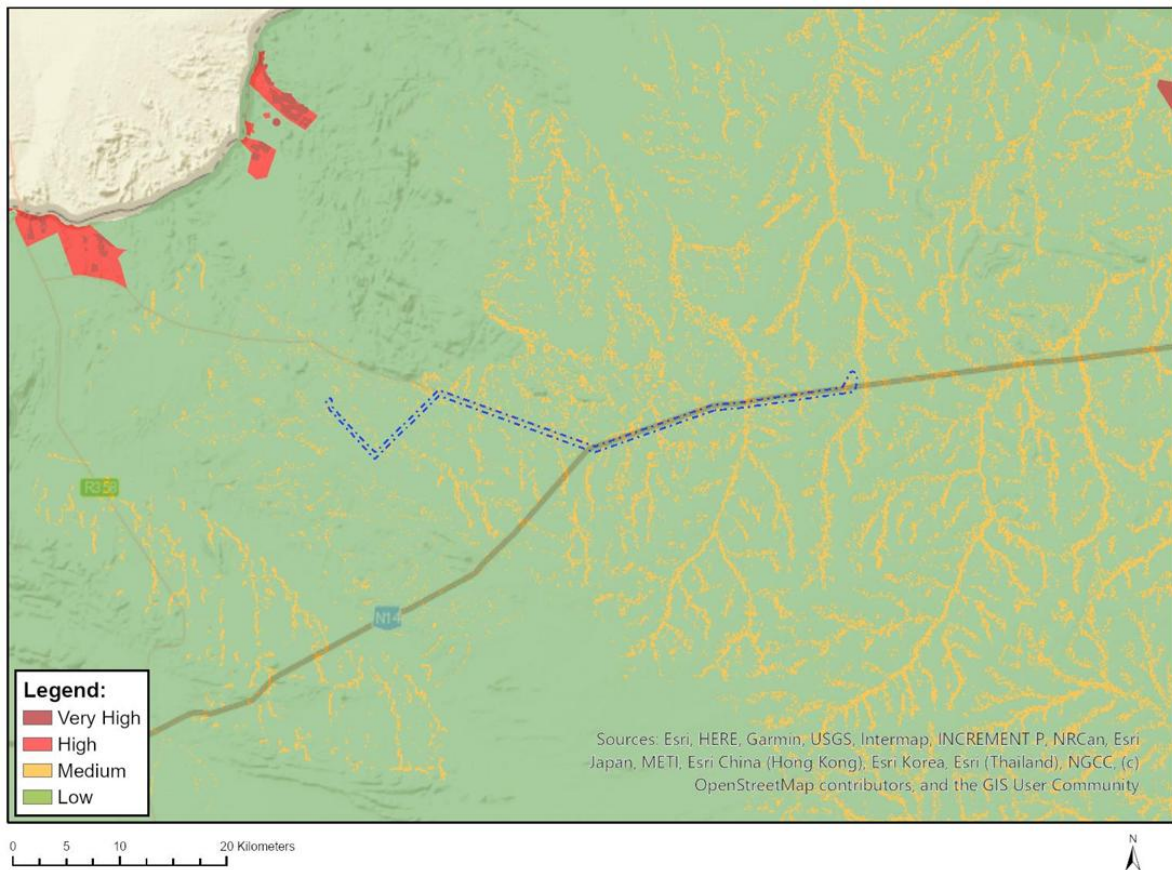 R358
N14
Legend:
Very High
High
Medium
Low
Sources: Esri, HERE, Garmin, USGS, Intermap, INCREMENT P, NRCan, Esri
Japan, METI, Esri China (Hong Kong), Esri Korea, Esri (Thailand), NGCC, (c)
OpenStreetMap contributors, and the GIS User Community
0 5 10 20 Kilometers
N